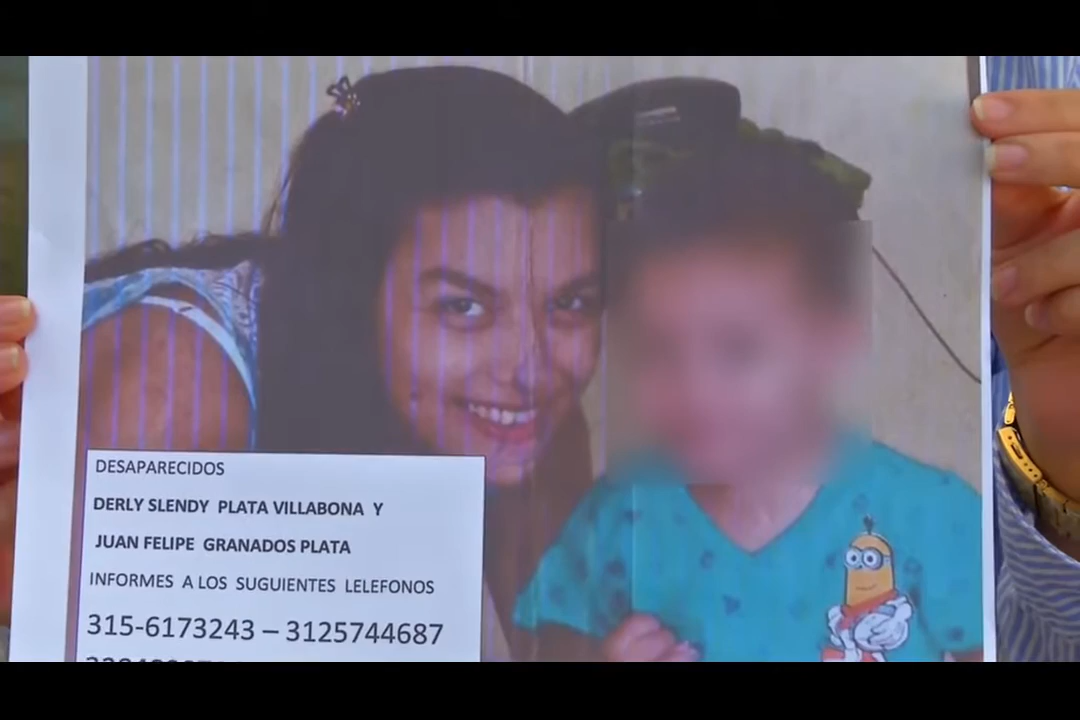 DESAPARECIDOS
DERLY SLENDY PLATA VILLABONA Y
JUAN FELIPE GRANADOS PLATA
INFORMES A LOS SUGUIENTES LELEFONOS
315-6173243 – 3125744687